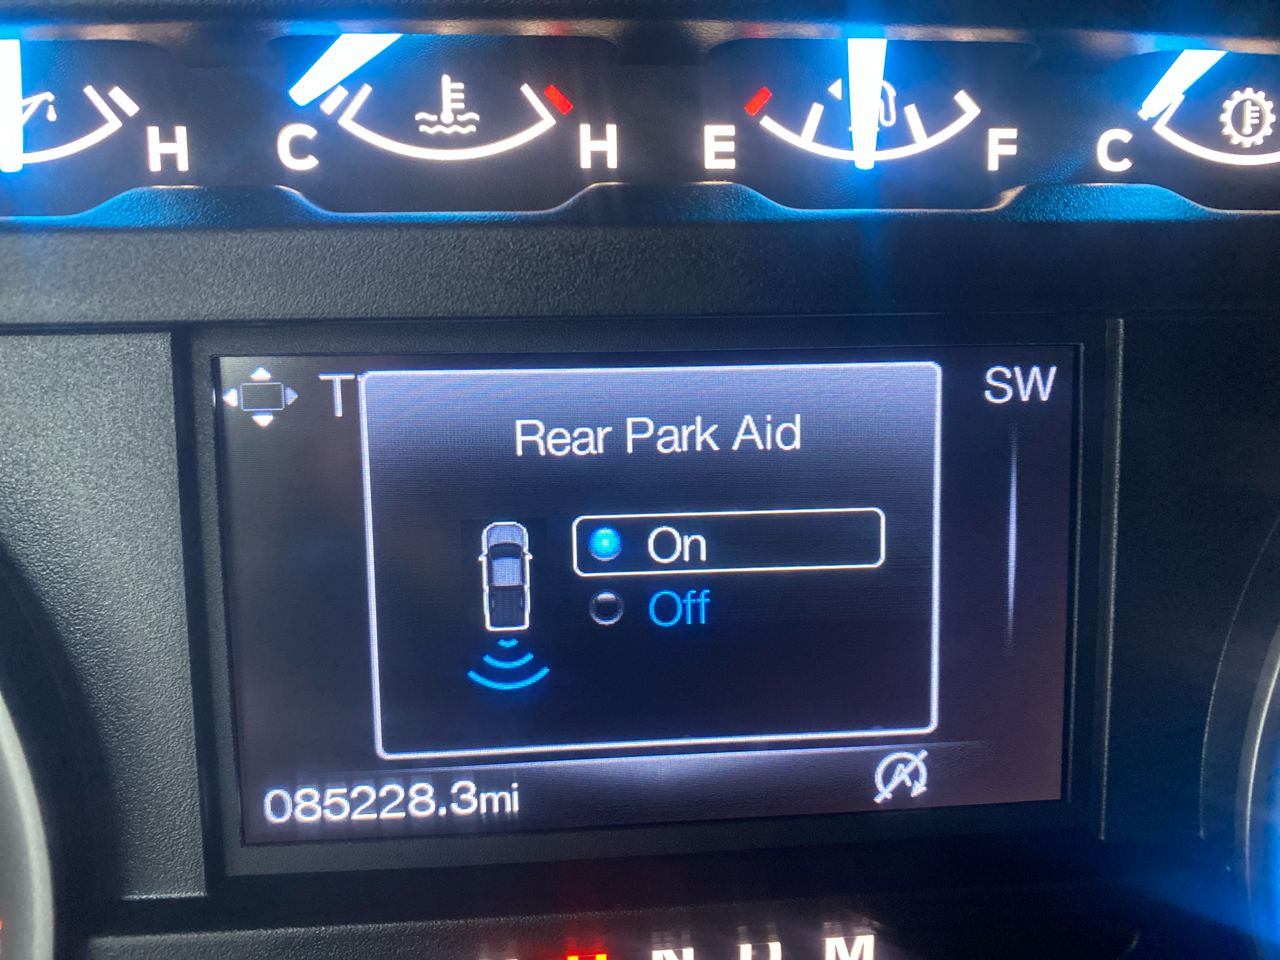 H C H E F C
T SW
Rear Park Aid
On
Off
085228.3mi
R N D M